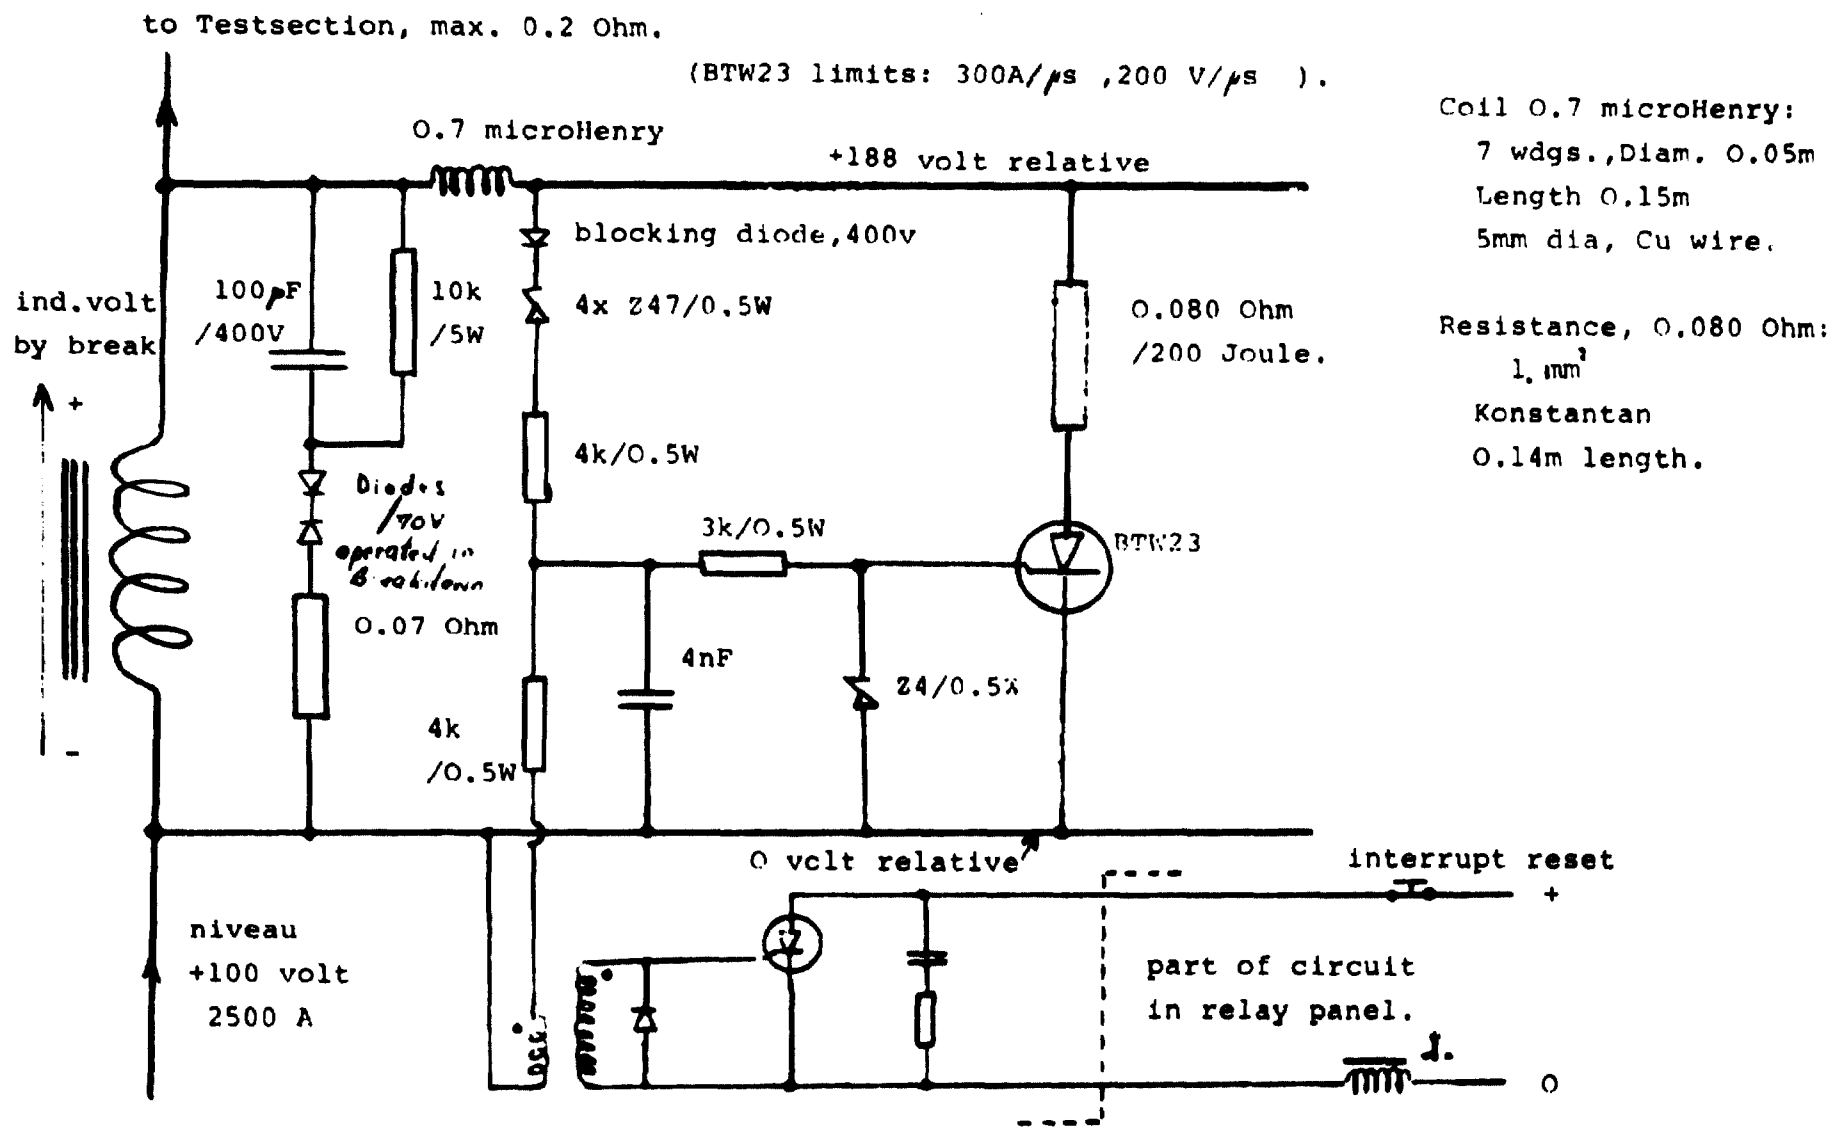 to Testsection, max. 0.2 Ohm.
(BTW23 limits: 300A/µs ,200 V/µs ).
0.7 microHenry
+188 volt relative
Coil 0.7 microHenry:
7 wdgs.,Diam. 0.05m
Length 0.15m
5mm dia, Cu wire.
blocking diode,400v
ind.volt
by break
+
-
100µF
/400V
10k
/5W
4x Z47/0.5W
0.080 Ohm
/200 Joule.
Resistance, 0.080 Ohm:
1. mm²
Konstantan
0.14m length.
4k/0.5W
Diodes
/70V
operated in
Breakdown
0.07 Ohm
3k/0.5W
BTW23
4nF
Z4/0.5W
4k
/0.5W
0 volt relative
interrupt reset
+
niveau
+100 volt
2500 A
part of circuit
in relay panel.
0